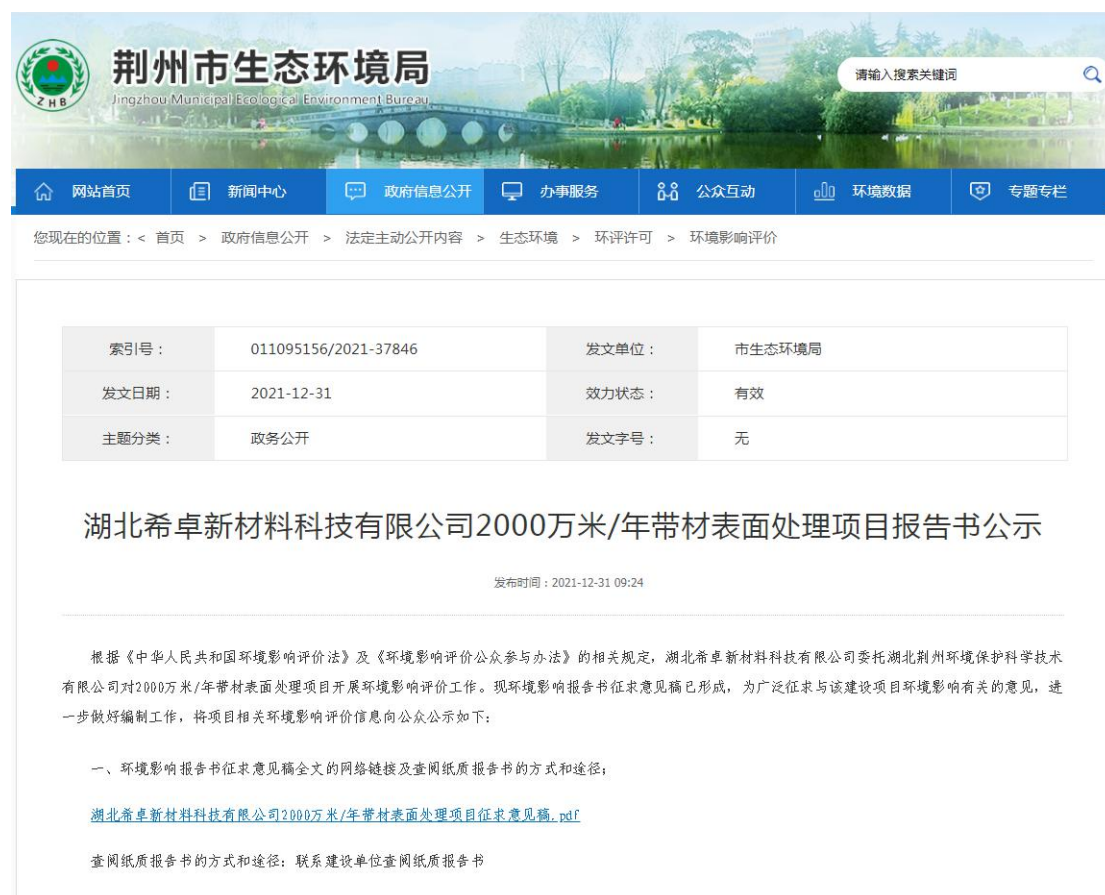 荆州市生态环境局
Jingzhou Municipal Ecological Environment Bureau
ZHB
请输入搜索关键词
网站首页 新闻中心 政府信息公开 办事服务 公众互动 环境数据 专题专栏
您现在的位置：< 首页 > 政府信息公开 > 法定主动公开内容 > 生态环境 > 环评许可 > 环境影响评价
索引号： 011095156/2021-37846 发文单位： 市生态环境局
发文日期： 2021-12-31 效力状态： 有效
主题分类： 政务公开 发文字号： 无
湖北希卓新材料科技有限公司2000万米/年带材表面处理项目报告书公示
发布时间：2021-12-31 09:24
根据《中华人民共和国环境影响评价法》及《环境影响评价公众参与办法》的相关规定，湖北希卓新材料科技有限公司委托湖北荆州环境保护科学技术
有限公司对2000万米/年带材表面处理项目开展环境影响评价工作。现环境影响报告书征求意见稿已形成，为广泛征求与该建设项目环境影响有关的意见，进
一步做好编制工作，将项目相关环境影响评价信息向公众公示如下：
一、环境影响报告书征求意见稿全文的网络链接及查阅纸质报告书的方式和途径；
湖北希卓新材料科技有限公司2000万米/年带材表面处理项目征求意见稿.pdf
查阅纸质报告书的方式和途径：联系建设单位查阅纸质报告书